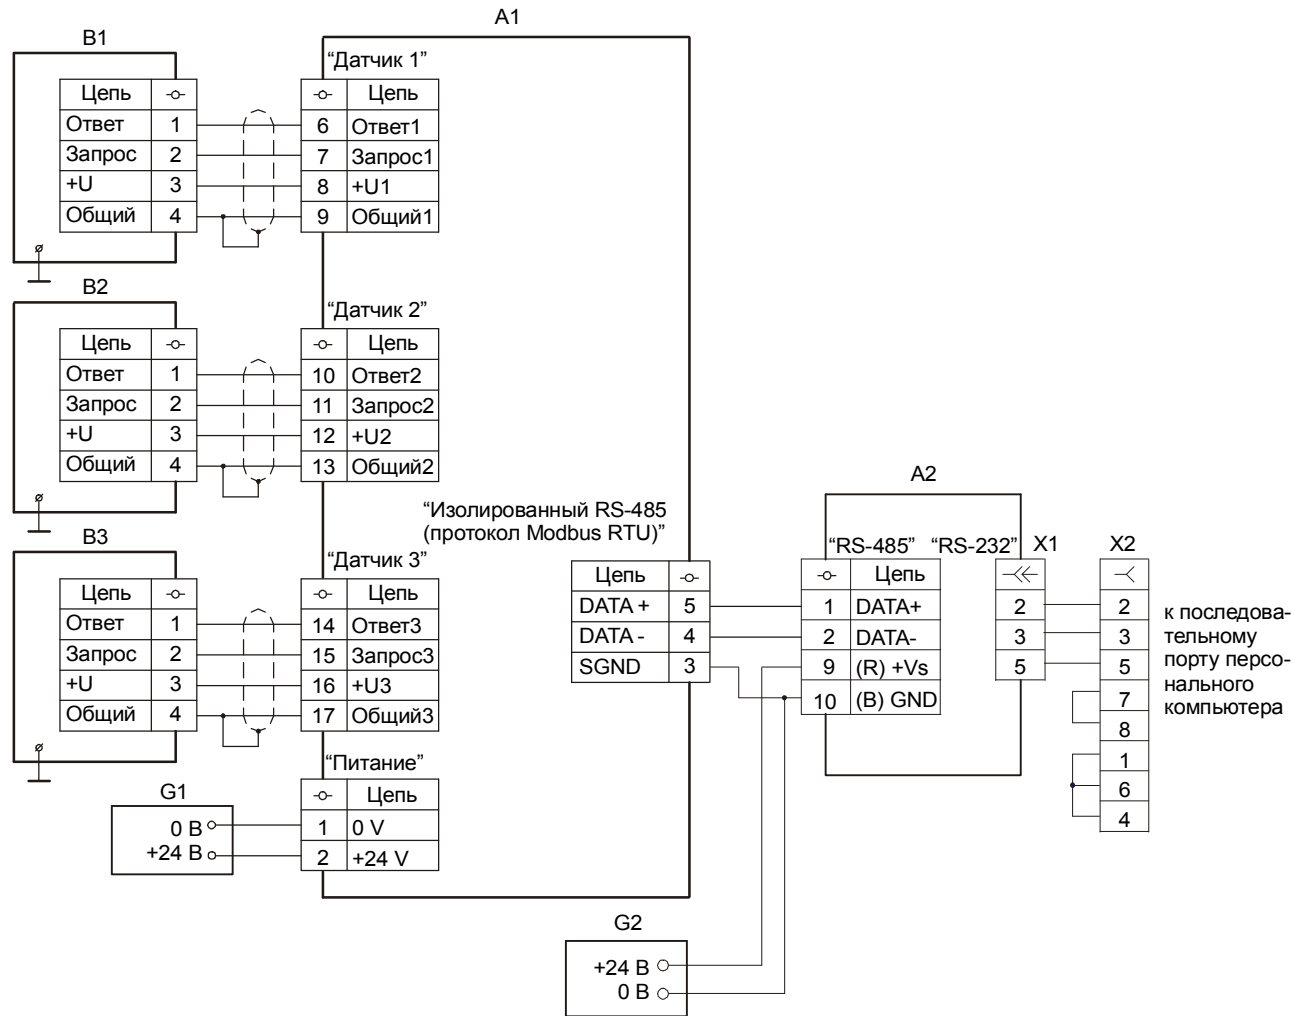 A1
B1
“Датчик 1”
Цепь
Ответ 1
Запрос 2
+U 3
Общий 4
Цепь
6 Ответ1
7 Запрос1
8 +U1
9 Общий1
B2
“Датчик 2”
Цепь
Ответ 1
Запрос 2
+U 3
Общий 4
Цепь
10 Ответ2
11 Запрос2
12 +U2
13 Общий2
B3
“Датчик 3”
Цепь
Ответ 1
Запрос 2
+U 3
Общий 4
Цепь
14 Ответ3
15 Запрос3
16 +U3
17 Общий3
“Питание”
G1
0 В
+24 В
Цепь
1 0 V
2 +24 V
“Изолированный RS-485
(протокол Modbus RTU)”
Цепь
DATA + 5
DATA - 4
SGND 3
A2
“RS-485” “RS-232” X1 X2
Цепь
1 DATA+
2 DATA-
9 (R) +Vs
10 (B) GND
2
3
5
2
3
5
7
8
1
6
4
к последова-
тельному
порту персо-
нального
компьютера
G2
+24 В
0 В